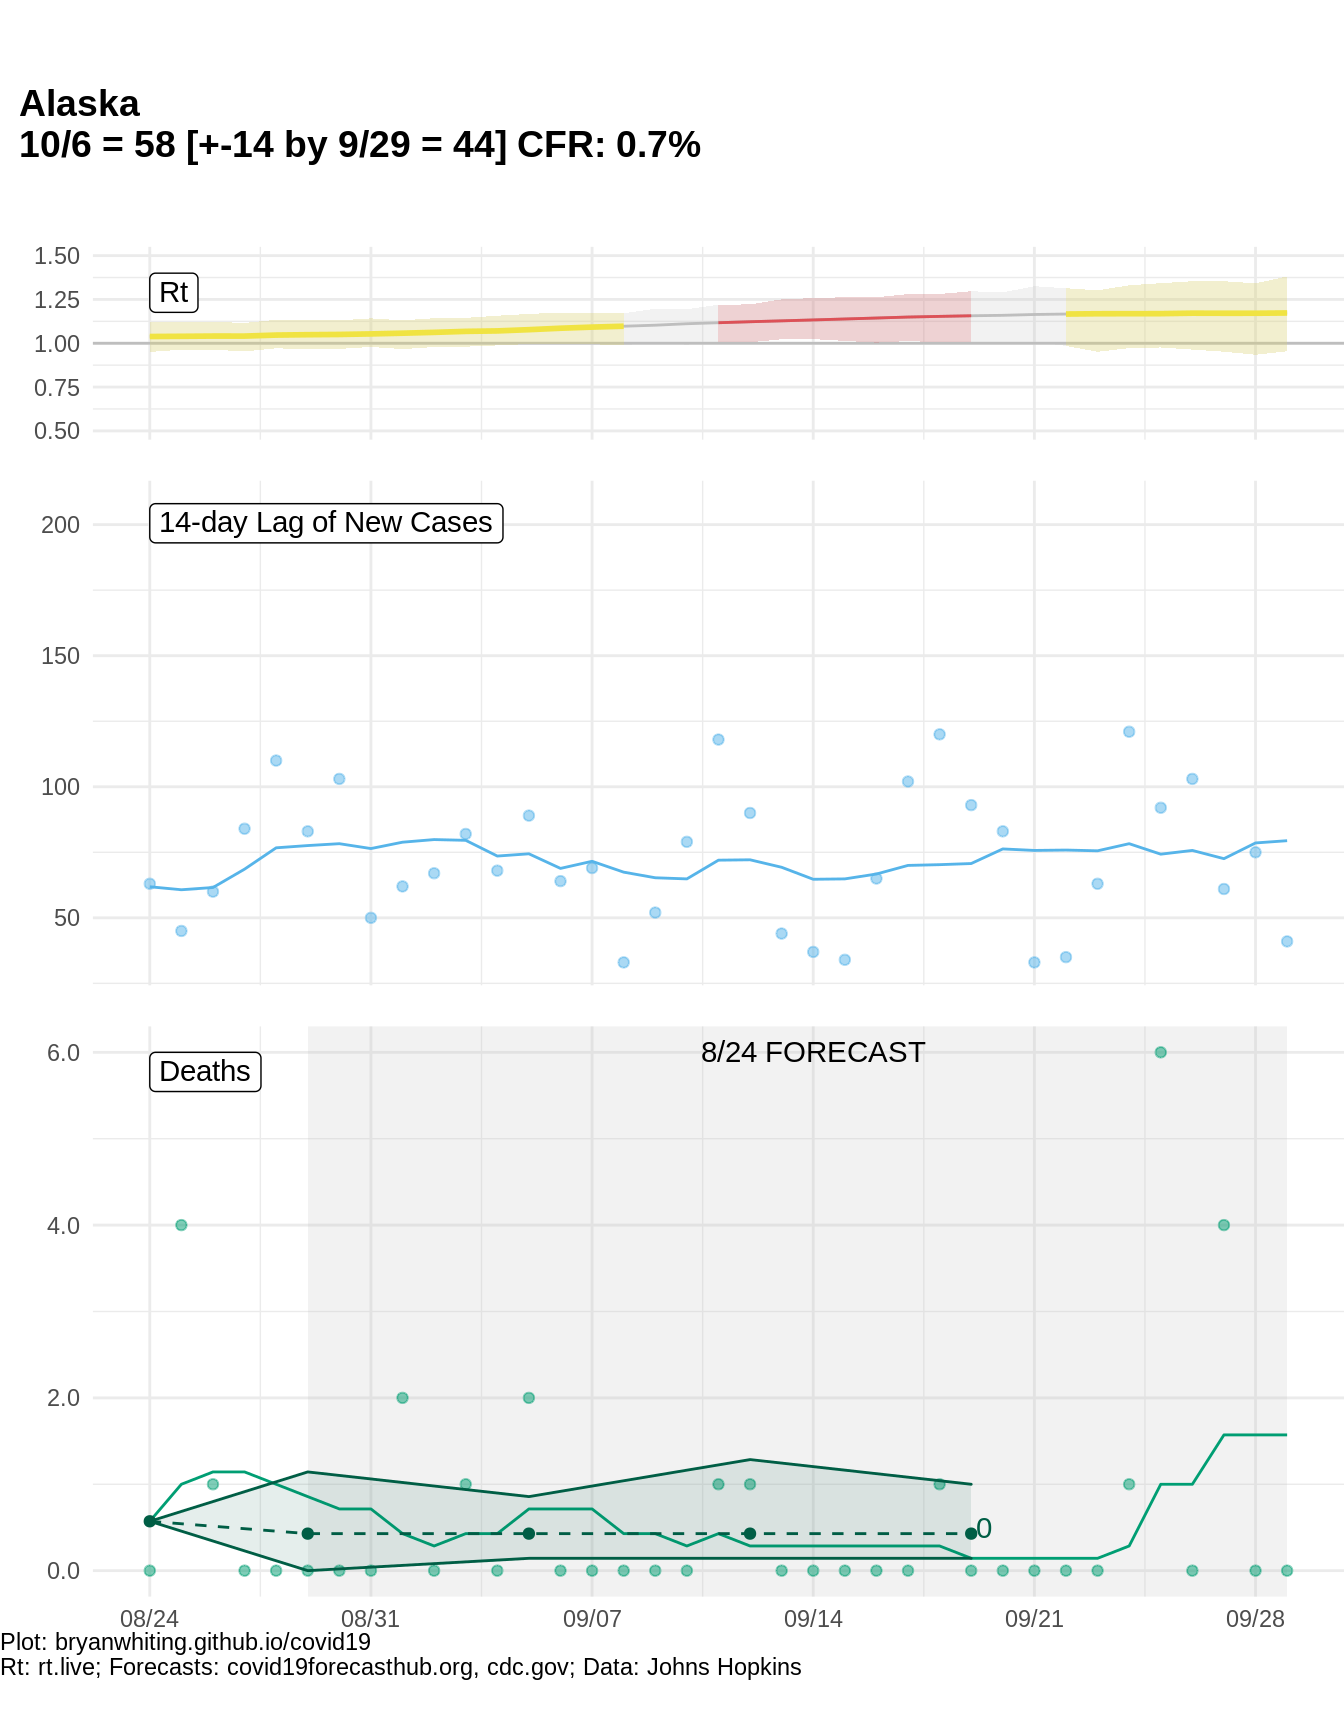 Alaska
10/6 = 58 [+-14 by 9/29 = 44] CFR: 0.7%
1.50
1.25
1.00
0.75
0.50
Rt
200
150
100
50
14-day Lag of New Cases
6.0
4.0
2.0
0.0
Deaths
8/24 FORECAST
0
08/24 08/31 09/07 09/14 09/21 09/28
Plot: bryanwhiting.github.io/covid19
Rt: rt.live; Forecasts: covid19forecasthub.org, cdc.gov; Data: Johns Hopkins